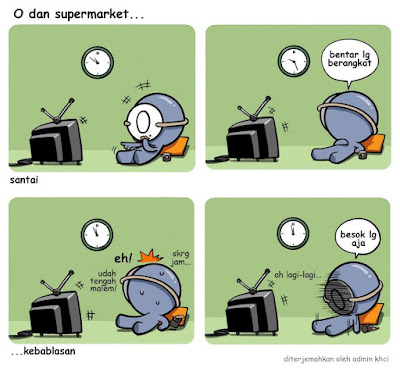 O dan supermarket...
bentar lg
berangkat
santai
eh!
skrg
jam...
udah
tengah
malem!
besok lg
aja
ah lagi-lagi...
...kebablasan
diterjemahkan oleh admin khci